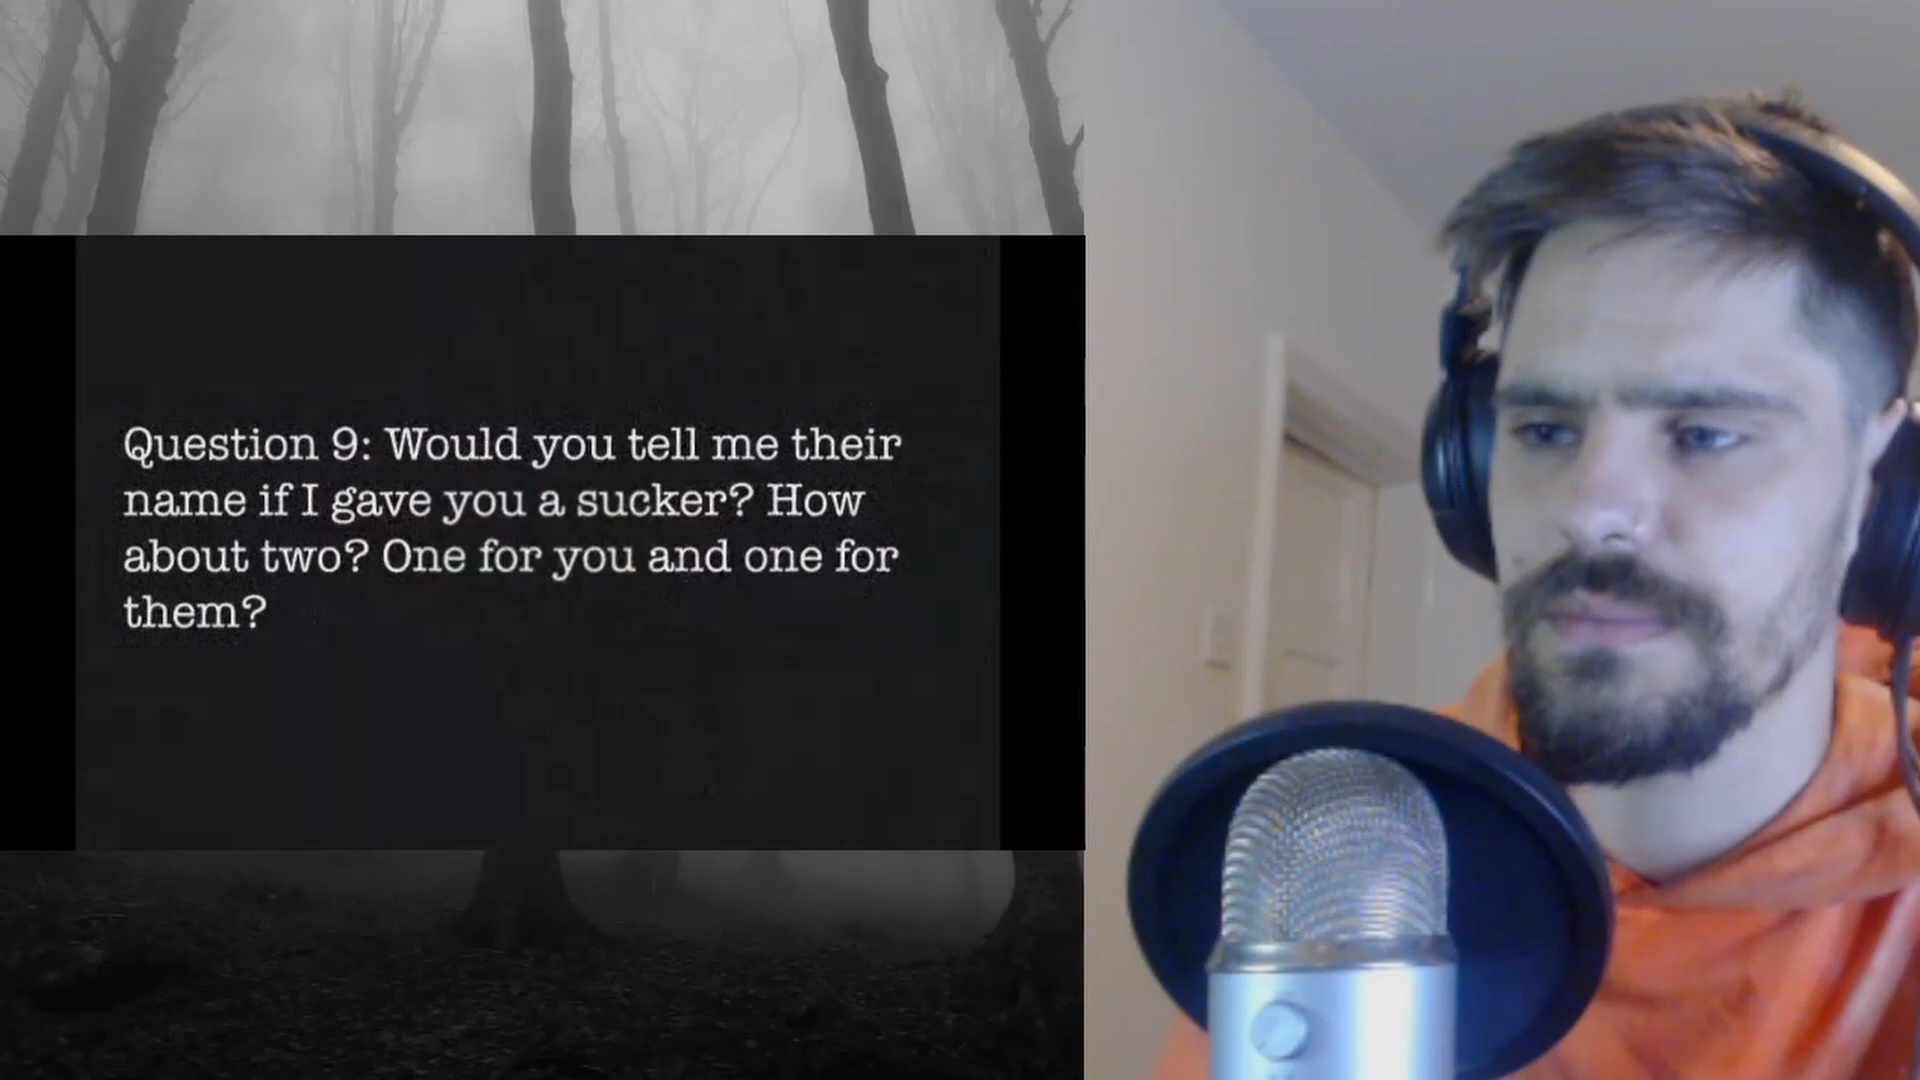 Question 9: Would you tell me their
name if I gave you a sucker? How
about two? One for you and one for
them?